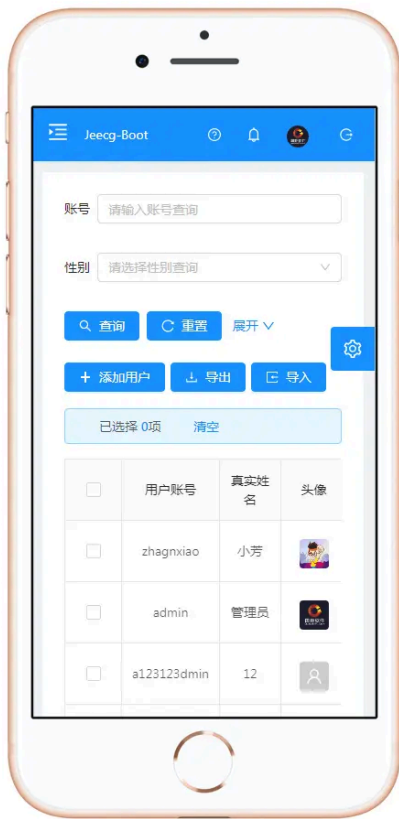 Jeecg-Boot
账号 请输入账号查询
性别 请选择性别查询
查询 重置 展开
添加用户 导出 导入
已选择 0项 清空
用户账号 真实姓名 头像
zhagnxiao 小芳
admin 管理员
a123123dmin 12